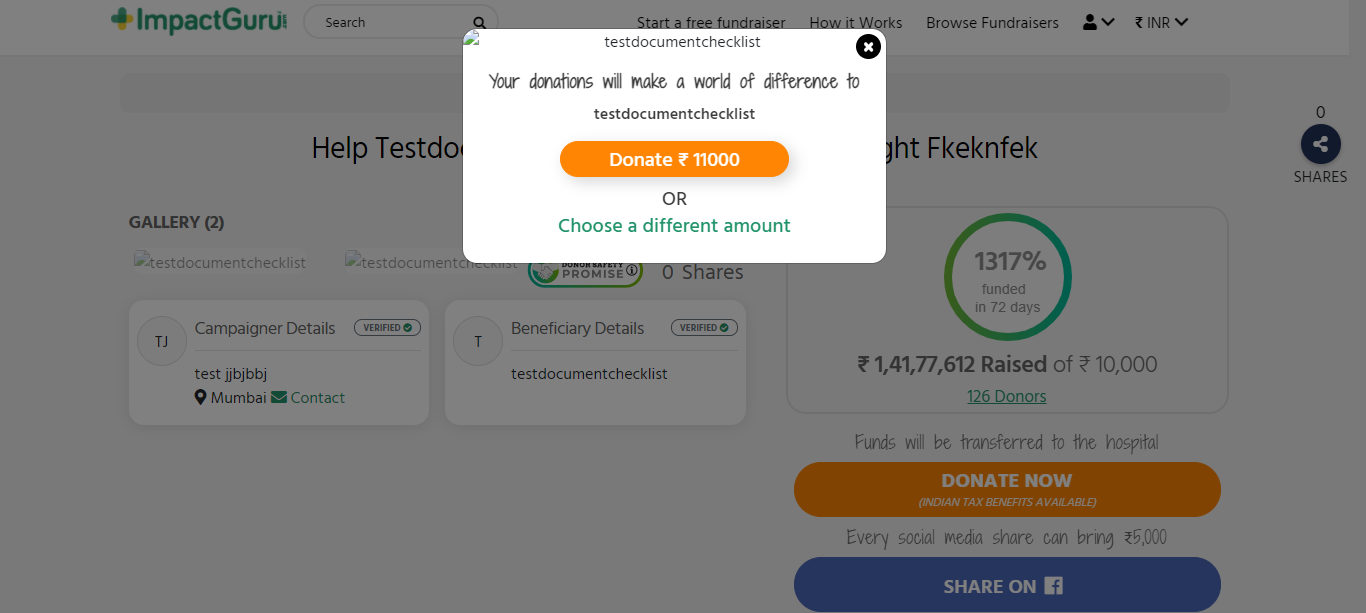 ImpactGuru
Search
Start a free fundraiser
How it Works
Browse Fundraisers
₹ INR
testdocumentchecklist
Your donations will make a world of difference to
testdocumentchecklist
Donate ₹ 11000
OR
Choose a different amount
0
SHARES
Help Testdoc
ght Fkeknfek
GALLERY (2)
testdocumentchecklist
testdocumentchecklist
DONOR SAFETY
PROMISE
0 Shares
TJ
Campaigner Details
VERIFIED
test jjbjbbj
Mumbai
Contact
T
Beneficiary Details
VERIFIED
testdocumentchecklist
1317%
funded
in 72 days
₹ 1,41,77,612 Raised of ₹ 10,000
126 Donors
Funds will be transferred to the hospital
DONATE NOW
(INDIAN TAX BENEFITS AVAILABLE)
Every social media share can bring ₹5,000
SHARE ON